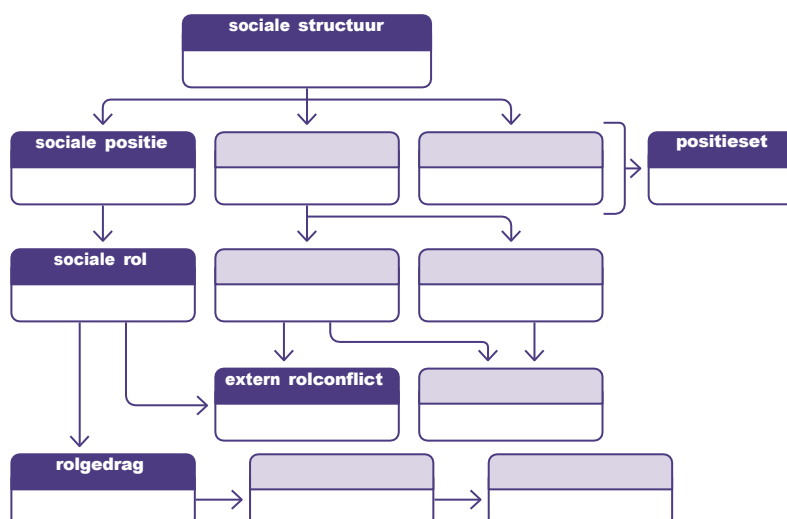 sociale structuur
sociale positie
positieset
sociale rol
extern rolconflict
rolgedrag